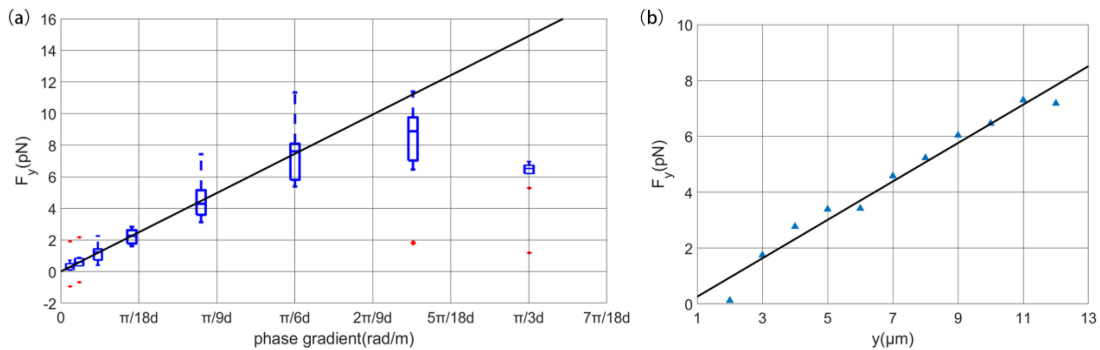 (a)
16
14
12
10
8
6
4
2
0
-2
F_y(pN)
0 π/18d π/9d π/6d 2π/9d 5π/18d π/3d 7π/18d
phase gradient(rad/m)
(b)
10
8
6
4
2
0
F_y(pN)
1 3 5 7 9 11 13
y(μm)